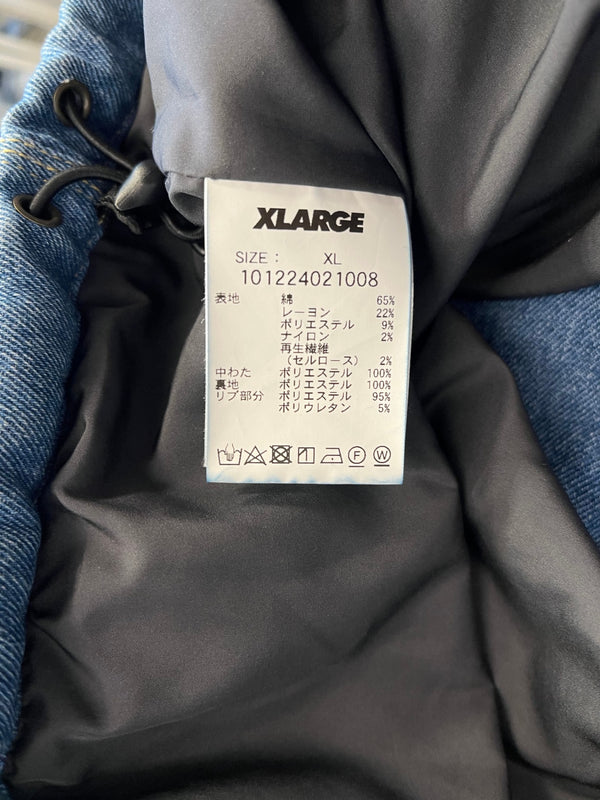 XLARGE
SIZE : XL
101224021008
表地 綿 65%
レーヨン 22%
ポリエステル 9%
ナイロン 2%
再生繊維
(セルロース) 2%
中わた ポリエステル 100%
裏地 ポリエステル 100%
リブ部分 ポリエステル 95%
ポリウレタン 5%
F W